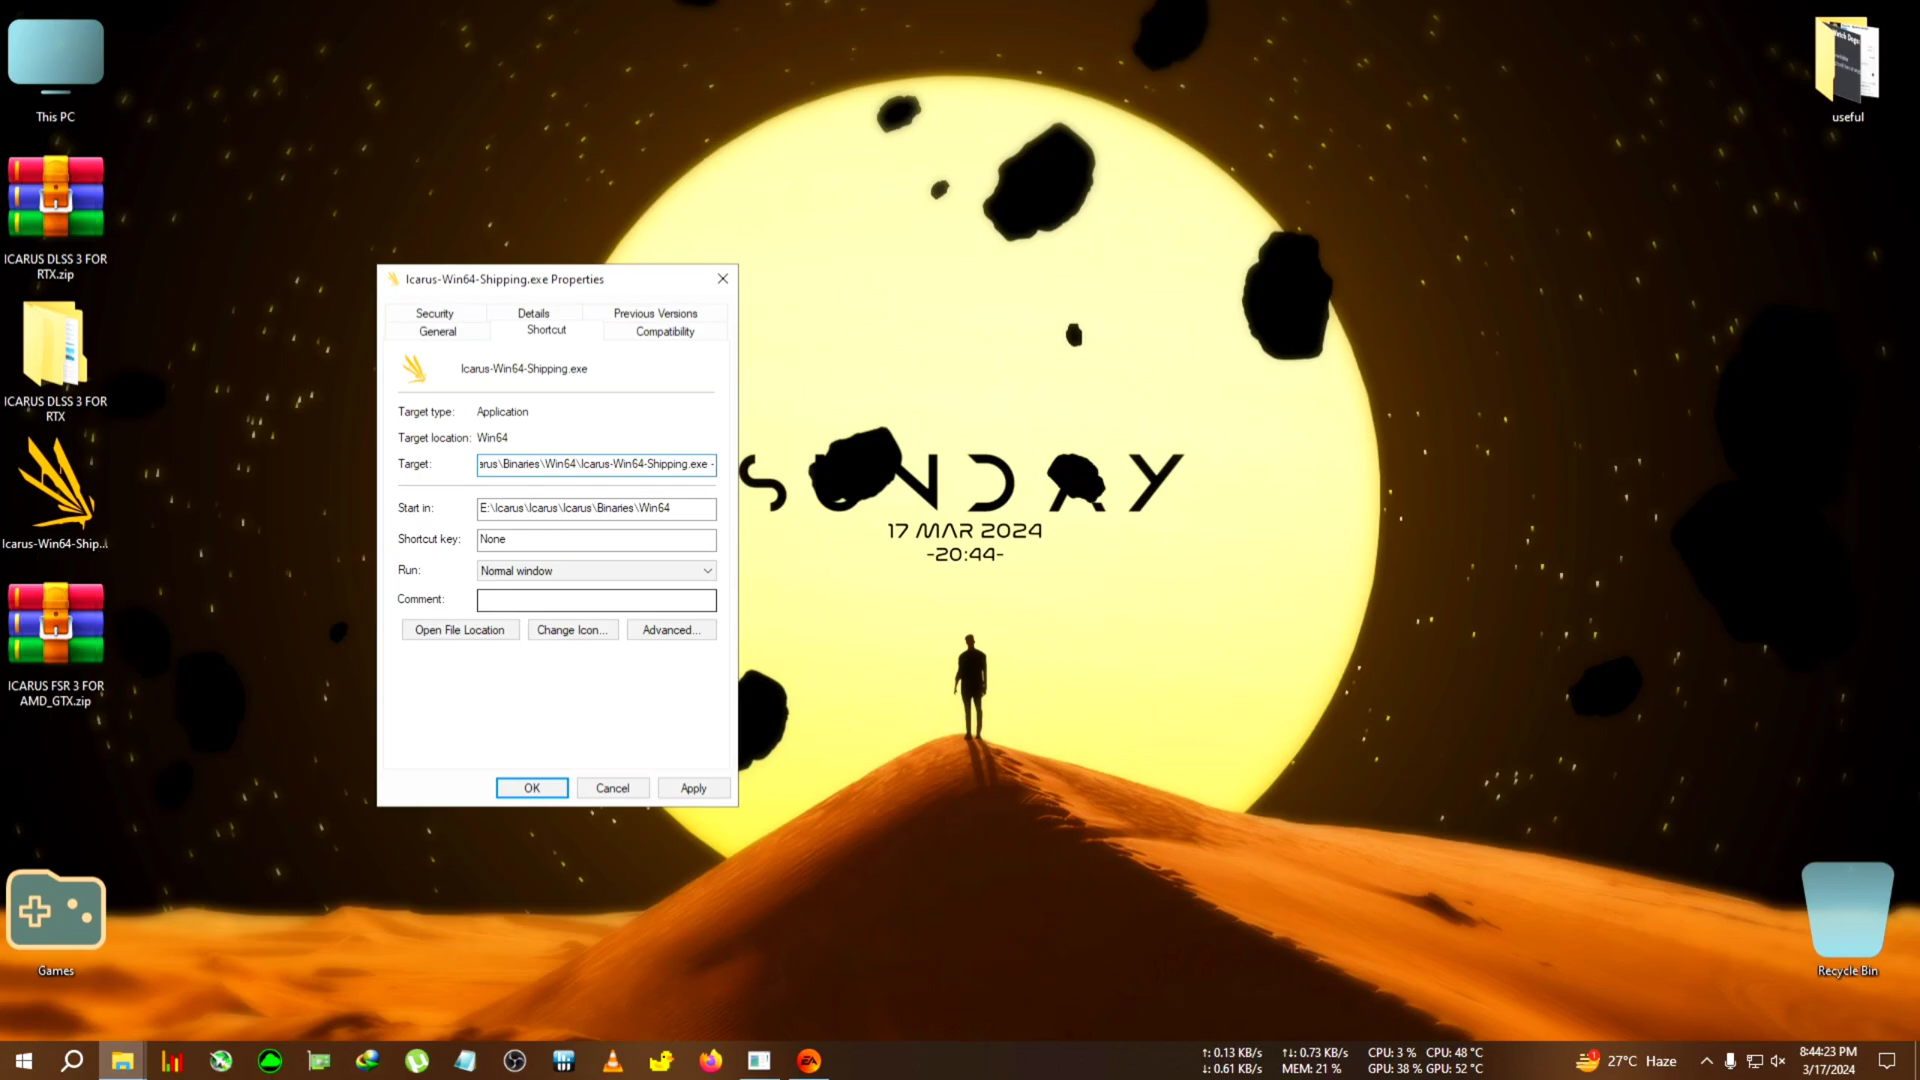 This PC
ICARUS DLSS 3 FOR
RTX.zip
ICARUS DLSS 3 FOR
RTX
Icarus-Win64-Ship...
ICARUS FSR 3 FOR
AMD_GTX.zip
Games
useful
Recycle Bin
Icarus-Win64-Shipping.exe Properties
Security
Details
Previous Versions
General
Shortcut
Compatibility
Icarus-Win64-Shipping.exe
Target type: Application
Target location: Win64
Target: arus\Binaries\Win64\Icarus-Win64-Shipping.exe -
Start in: E:\Icarus\Icarus\Icarus\Binaries\Win64
Shortcut key: None
Run: Normal window
Comment:
Open File Location
Change Icon...
Advanced...
OK
Cancel
Apply
SUNDAY
17 MAR 2024
-20:44-
↑: 0.13 KB/s ↑↓: 0.73 KB/s CPU: 3 % CPU: 48 °C
↓: 0.61 KB/s MEM: 21 % GPU: 38 % GPU: 52 °C
1
27°C Haze
8:44:23 PM
3/17/2024
EA